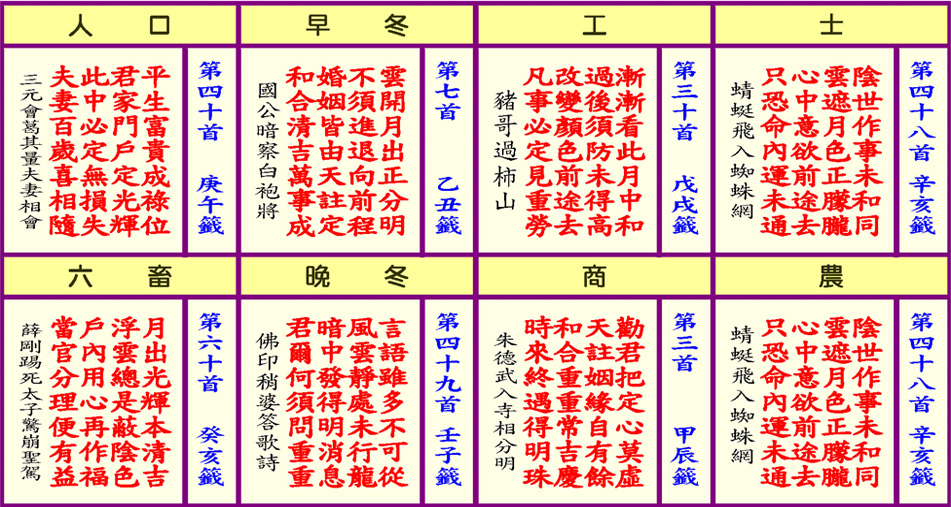 士
第四十八首 辛亥籤
陰世作事未和同
雲遮月色正朦朧
心中意欲前途去
只恐命內運未通
蜻蜓飛入蜘蛛網
工
第三十首 戊戌籤
漸漸看此月中和
過後須防未得高
改變顏色前途去
凡事必定見重勞
豬哥過柿山
早冬
第七首 乙丑籤
雲開月出正分明
不須進退向前程
婚姻皆由天註定
和合清吉萬事成
國公暗察白袍將
人口
第四十首 庚午籤
平生富貴成祿位
君家門戶定光輝
此中必定無損失
夫妻百歲喜相隨
三元會葛其量夫妻相會
農
第四十八首 辛亥籤
陰世作事未和同
雲遮月色正朦朧
心中意欲前途去
只恐命內運未通
蜻蜓飛入蜘蛛網
商
第三首 甲辰籤
勸君把定心莫虛
天註姻緣自有餘
和合重重常吉慶
時來終遇得明珠
朱德武入寺相分明
晚冬
第四十九首 壬子籤
言語雖多不可從
風雲靜處未行龍
暗中發得明消息
君爾何須問重重
佛印稍婆答歌詩
六畜
第六十首 癸亥籤
月出光輝本清吉
浮雲總是蔽陰色
戶內用心再作福
當官分理便有益
薛剛踢死太子驚崩聖駕